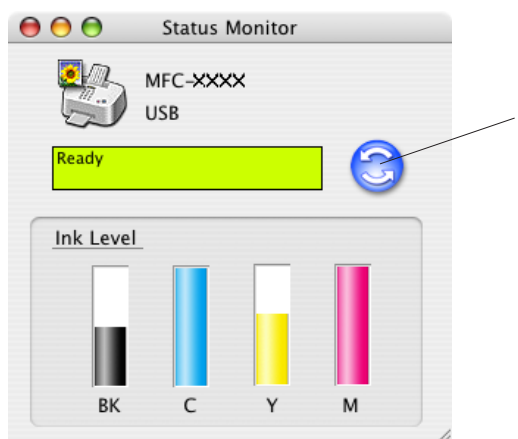 Status Monitor
MFC-XXXX
USB
Ready
Ink Level
BK C Y M